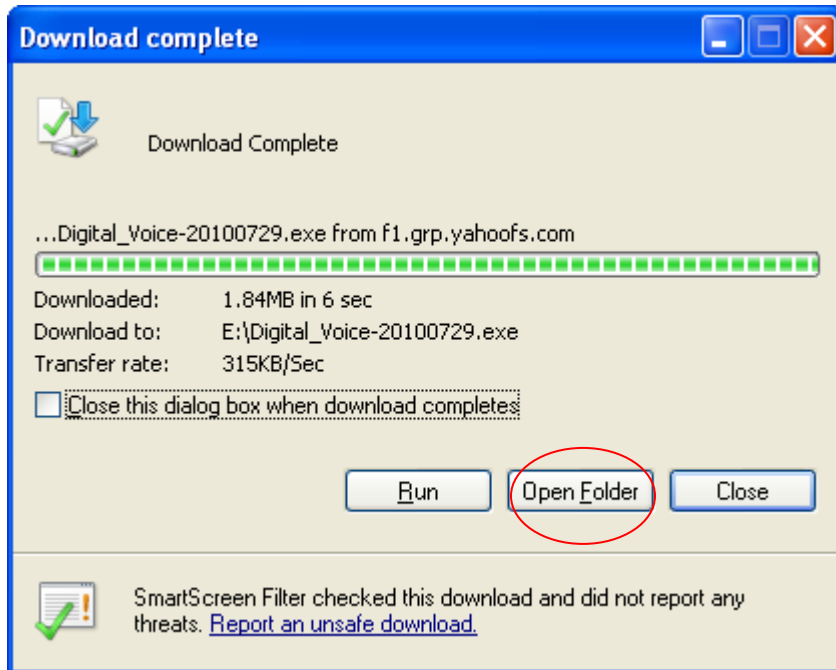 Download complete
Download Complete
...Digital_Voice-20100729.exe from f1.grp.yahoofs.com
Downloaded: 1.84MB in 6 sec
Download to: E:\Digital_Voice-20100729.exe
Transfer rate: 315KB/Sec
Close this dialog box when download completes
Run Open Folder Close
SmartScreen Filter checked this download and did not report any
threats. Report an unsafe download.